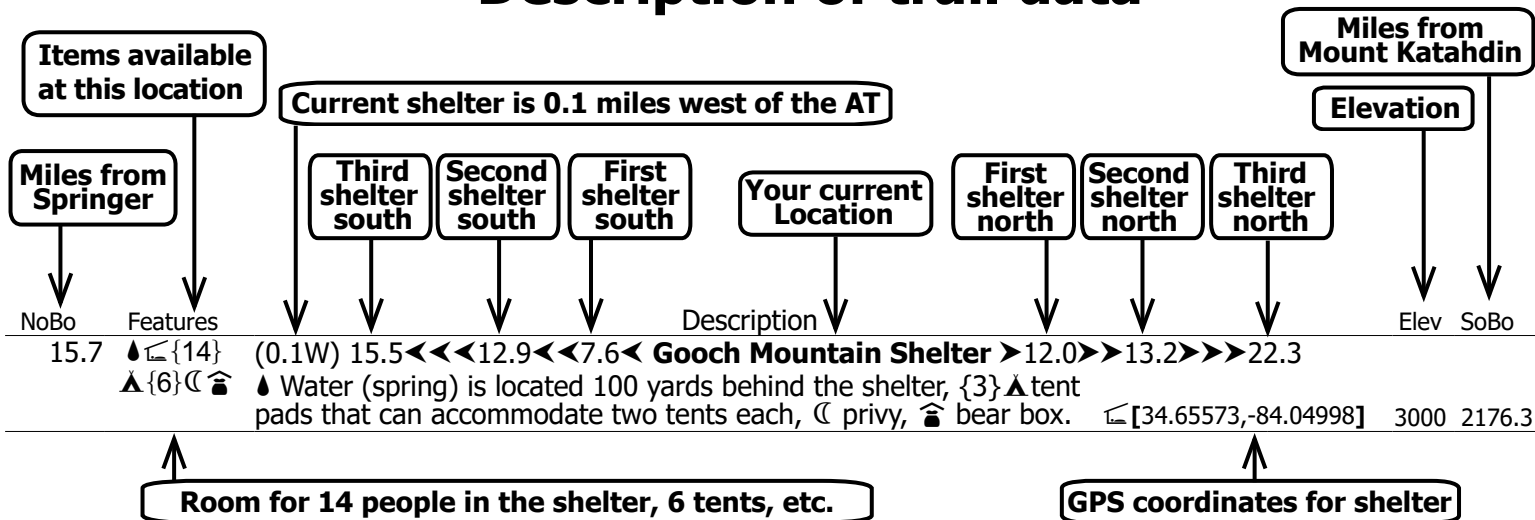 Description of trail data
Miles from
Mount Katahdin
Items available
at this location
Current shelter is 0.1 miles west of the AT
Elevation
Miles from
Springer
Third
shelter
south
Second
shelter
south
First
shelter
south
Your current
Location
First
shelter
north
Second
shelter
north
Third
shelter
north
NoBo Features Description Elev SoBo
15.7 {14} (0.1W) 15.5⮜⮜⮜12.9⮜⮜7.6⮜ Gooch Mountain Shelter ⮞12.0⮞⮞13.2⮞⮞⮞22.3
{6} Water (spring) is located 100 yards behind the shelter, {3} tent
pads that can accommodate two tents each, privy, bear box. [34.65573,-84.04998] 3000 2176.3
Room for 14 people in the shelter, 6 tents, etc.
GPS coordinates for shelter